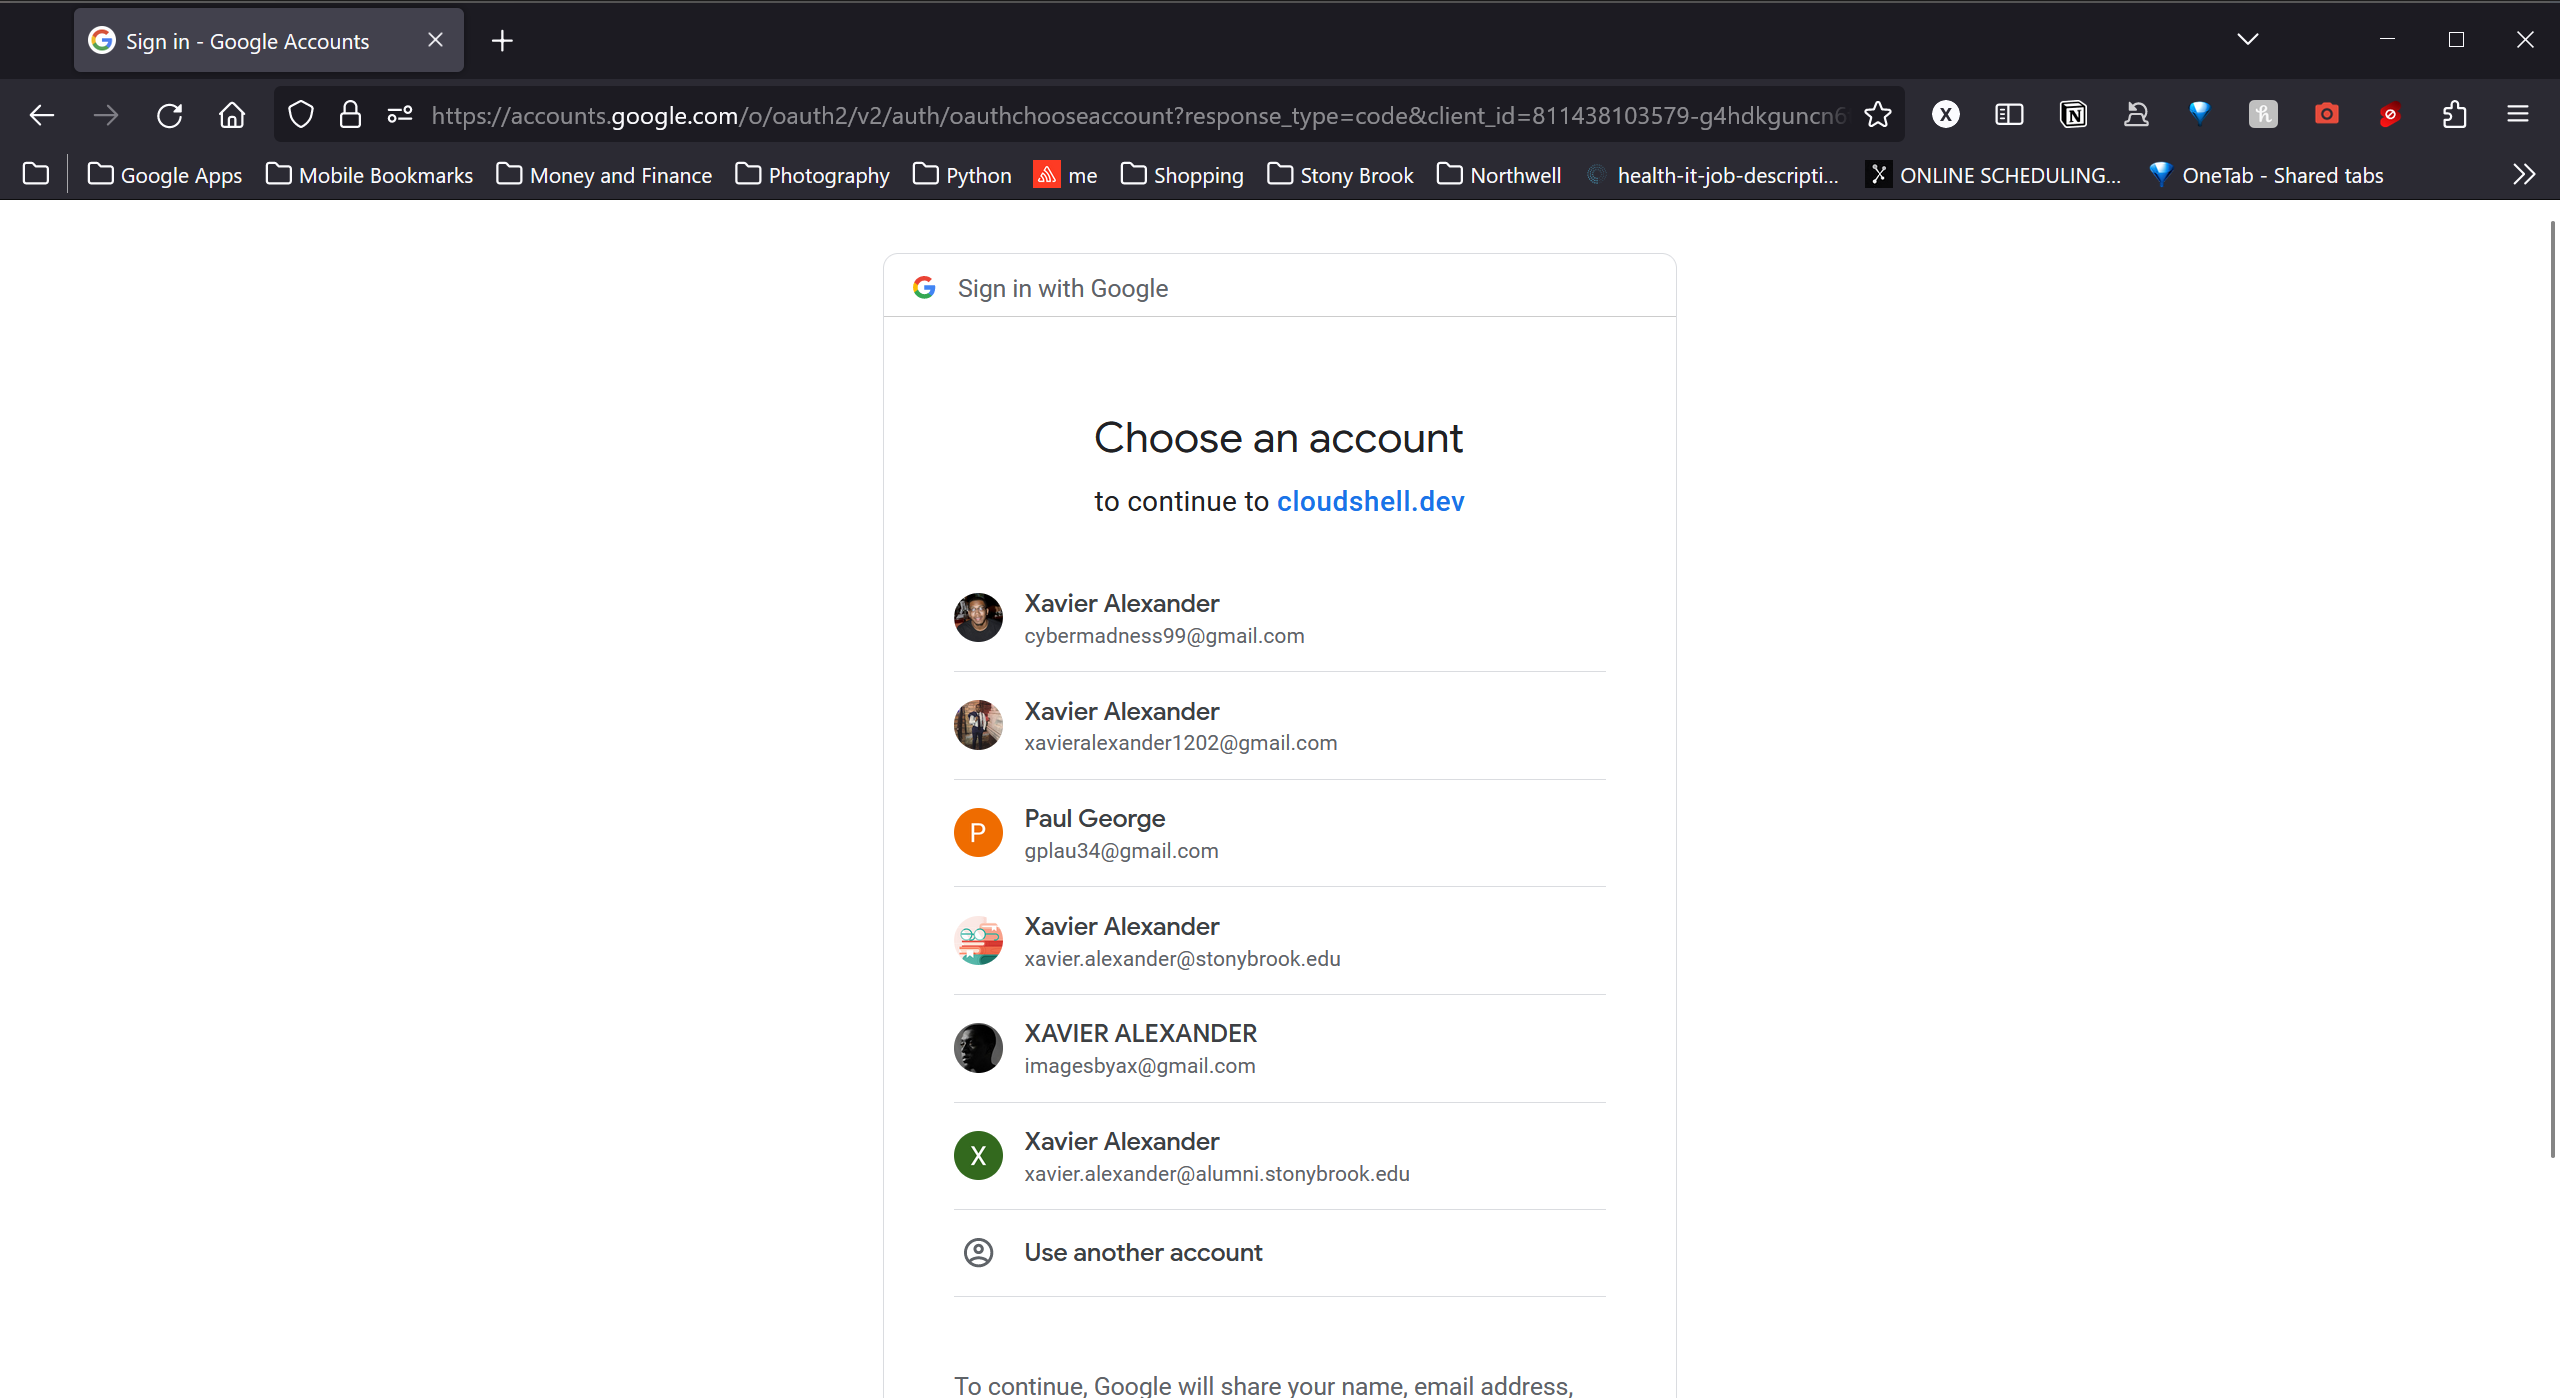 Sign in - Google Accounts
https://accounts.google.com/o/oauth2/v2/auth/oauthchooseaccount?response_type=code&client_id=811438103579-g4hdkguncn6
Google Apps Mobile Bookmarks Money and Finance Photography Python me Shopping Stony Brook Northwell health-it-job-descripti... ONLINE SCHEDULING... OneTab - Shared tabs
Sign in with Google
Choose an account
to continue to cloudshell.dev
Xavier Alexander
cybermadness99@gmail.com
Xavier Alexander
xavieralexander1202@gmail.com
P
Paul George
gplau34@gmail.com
Xavier Alexander
xavier.alexander@stonybrook.edu
XAVIER ALEXANDER
imagesbyax@gmail.com
X
Xavier Alexander
xavier.alexander@alumni.stonybrook.edu
Use another account
To continue, Google will share your name, email address,